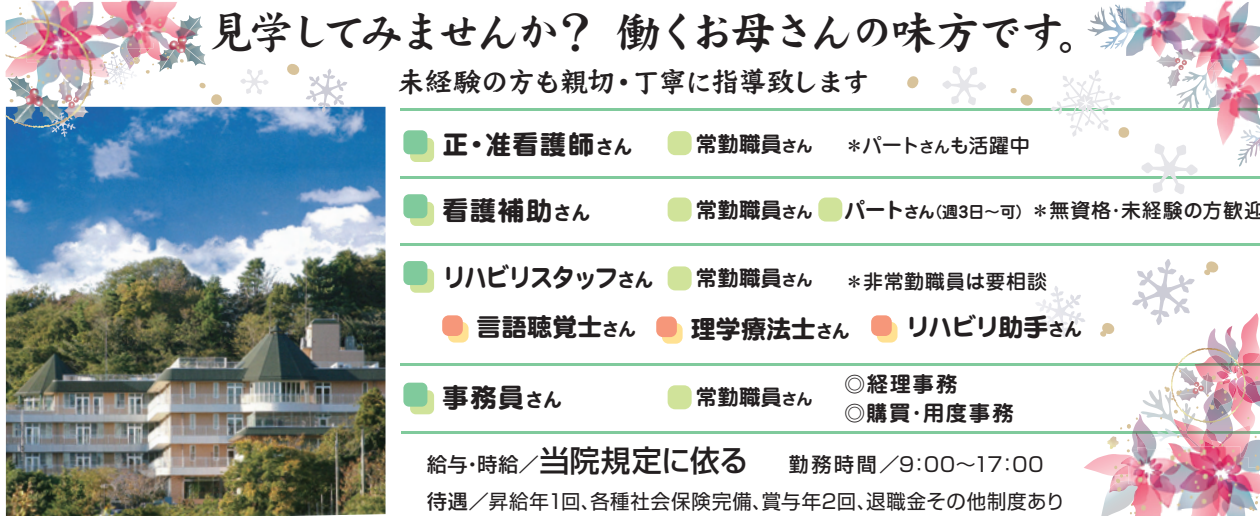 見学してみませんか? 働くお母さんの味方です。
未経験の方も親切・丁寧に指導致します
正・准看護師さん 常勤職員さん *パートさんも活躍中
看護補助さん 常勤職員さん パートさん(週3日~可) *無資格・未経験の方歓迎
リハビリスタッフさん 常勤職員さん *非常勤職員は要相談
言語聴覚士さん 理学療法士さん リハビリ助手さん
事務員さん 常勤職員さん ◎経理事務
◎購買・用度事務
給与・時給/当院規定に依る 勤務時間/9:00~17:00
待遇/昇給年1回、各種社会保険完備、賞与年2回、退職金その他制度あり